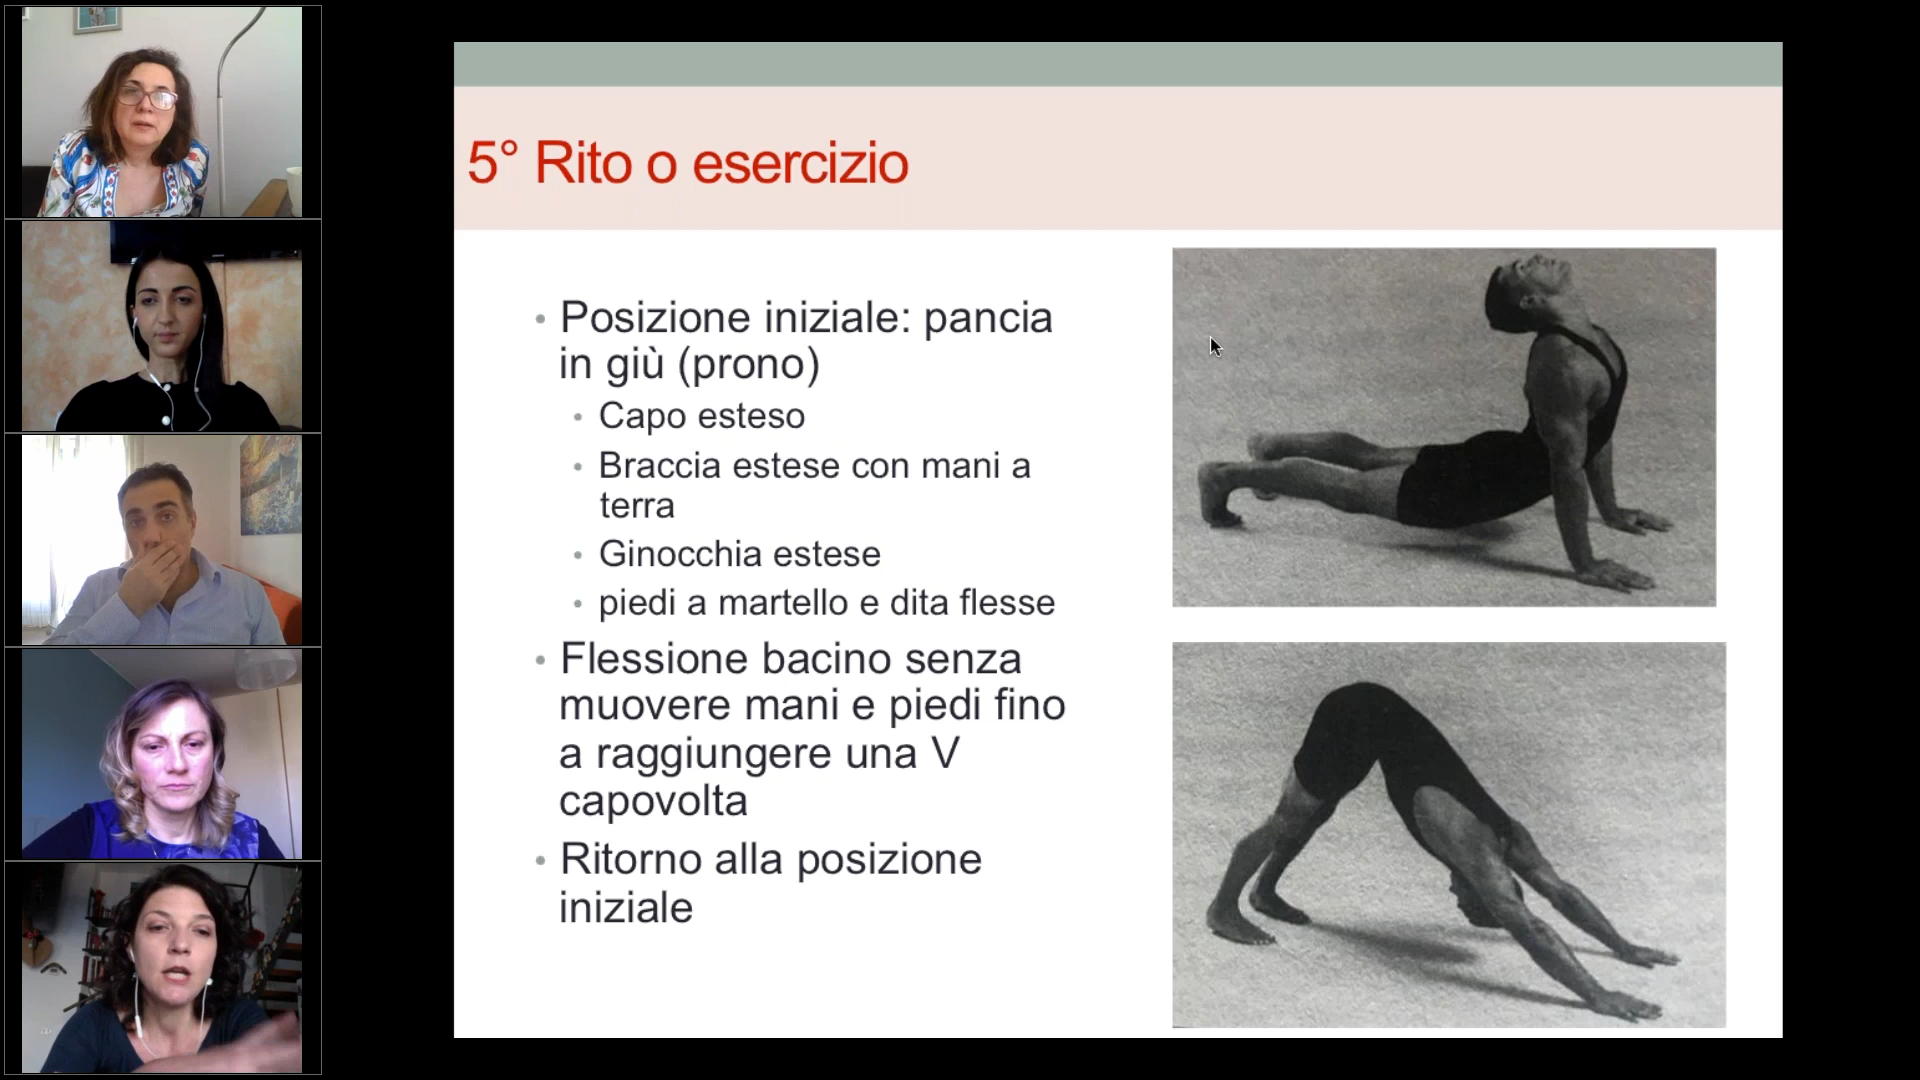 5° Rito o esercizio
• Posizione iniziale: pancia
in giù (prono)
• Capo esteso
• Braccia estese con mani a
terra
• Ginocchia estese
• piedi a martello e dita flesse
• Flessione bacino senza
muovere mani e piedi fino
a raggiungere una V
capovolta
• Ritorno alla posizione
iniziale